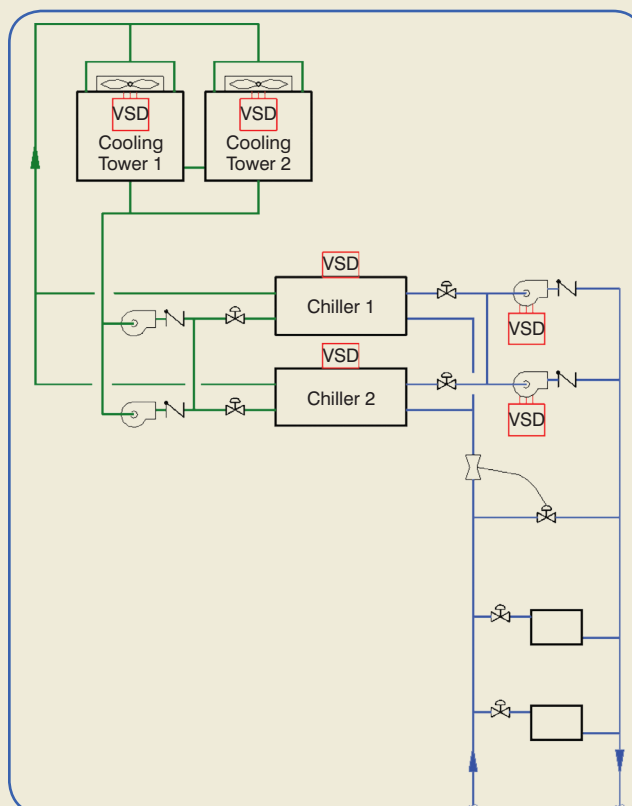 VSD
VSD
Cooling
Tower 1
Cooling
Tower 2
VSD
Chiller 1
VSD
VSD
Chiller 2
VSD